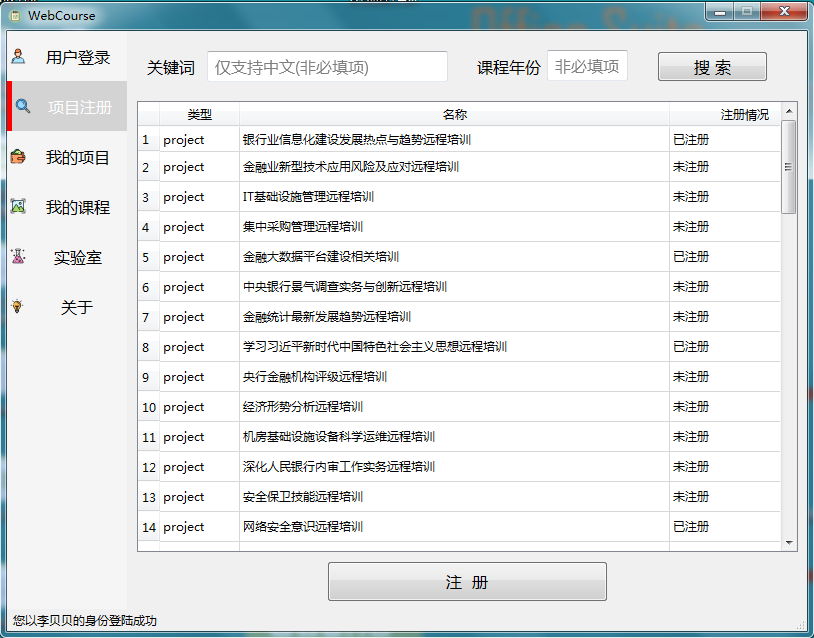 WebCourse
用户登录
项目注册
我的项目
我的课程
实验室
关于
关键词 仅支持中文(非必填项) 课程年份 非必填项 搜 索
类型 名称 注册情况
1 project 银行业信息化建设发展热点与趋势远程培训 已注册
2 project 金融业新型技术应用风险及应对远程培训 未注册
3 project IT基础设施管理远程培训 未注册
4 project 集中采购管理远程培训 未注册
5 project 金融大数据平台建设相关培训 已注册
6 project 中央银行景气调查实务与创新远程培训 未注册
7 project 金融统计最新发展趋势远程培训 未注册
8 project 学习习近平新时代中国特色社会主义思想远程培训 已注册
9 project 央行金融机构评级远程培训 未注册
10 project 经济形势分析远程培训 未注册
11 project 机房基础设施设备科学运维远程培训 未注册
12 project 深化人民银行内审工作实务远程培训 未注册
13 project 安全保卫技能远程培训 未注册
14 project 网络安全意识远程培训 已注册
注 册
您以李贝贝的身份登陆成功